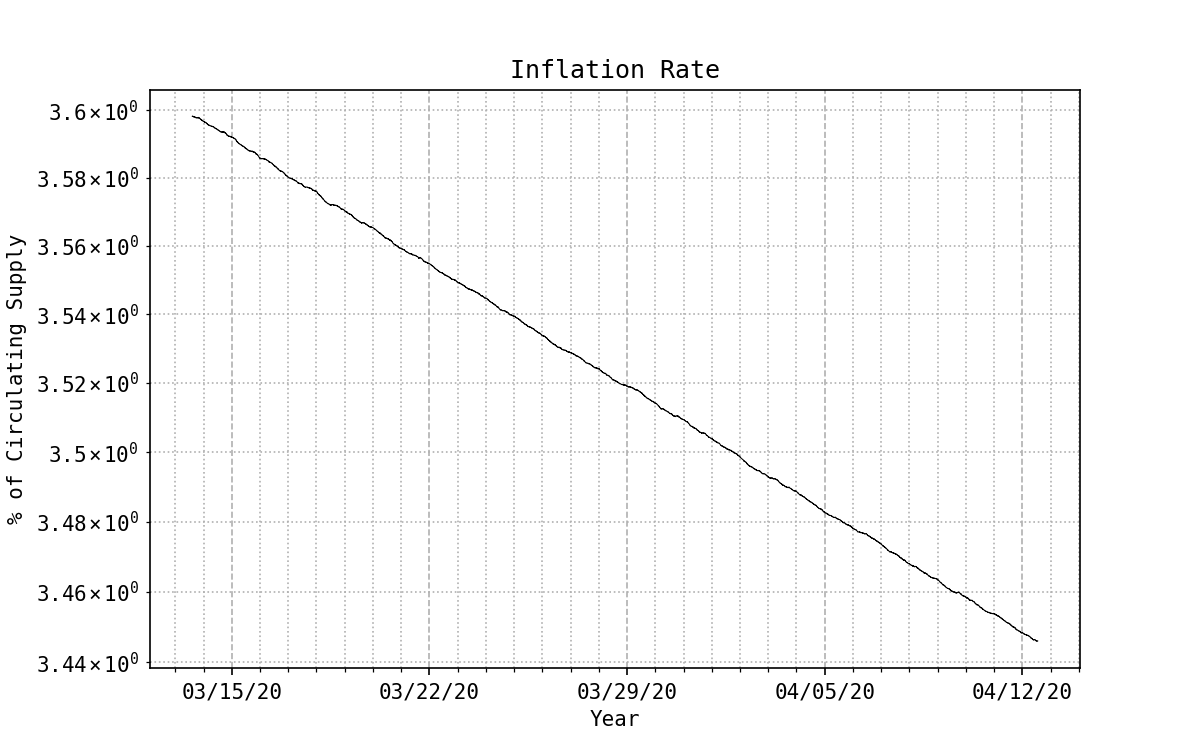 Inflation Rate
% of Circulating Supply
3.6×10⁰
3.58×10⁰
3.56×10⁰
3.54×10⁰
3.52×10⁰
3.5×10⁰
3.48×10⁰
3.46×10⁰
3.44×10⁰
03/15/20 03/22/20 03/29/20 04/05/20 04/12/20
Year